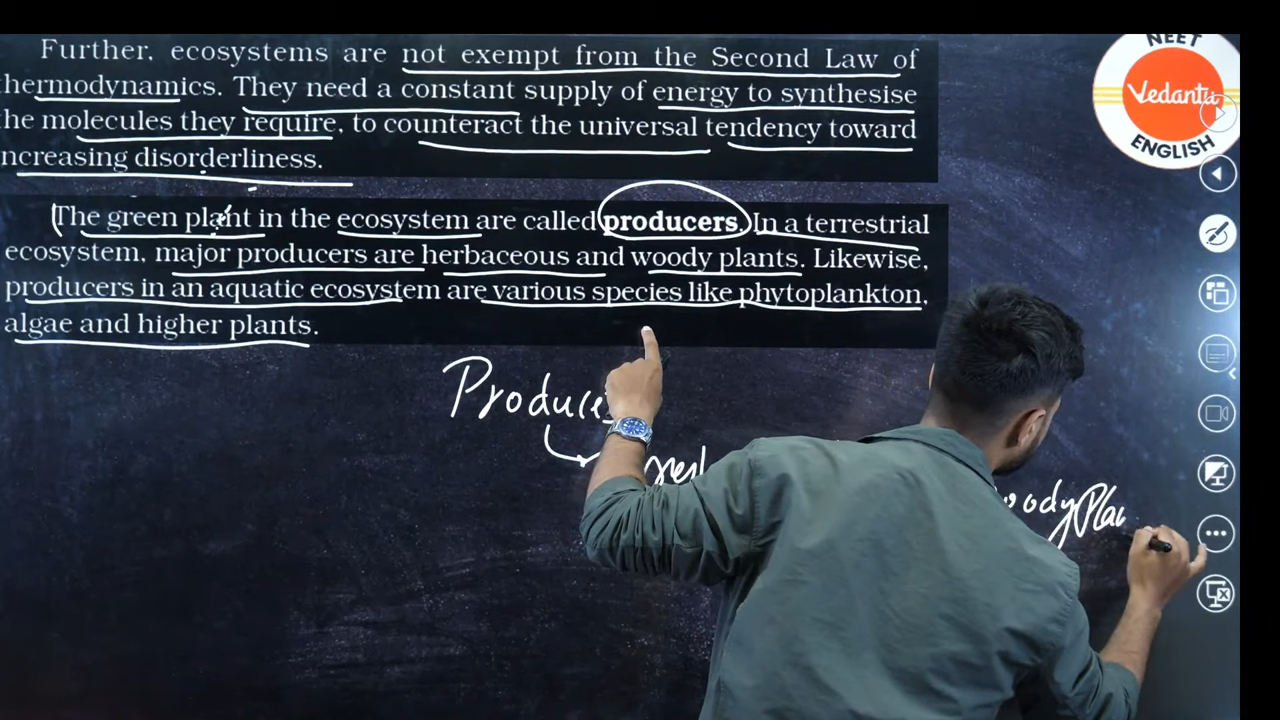 Further, ecosystems are not exempt from the Second Law of
hermodynamics. They need a constant supply of energy to synthesise
he molecules they require, to counteract the universal tendency toward
ncreasing disorderliness.
The green plant in the ecosystem are called producers. In a terrestrial
ecosystem, major producers are herbaceous and woody plants. Likewise,
producers in an aquatic ecosystem are various species like phytoplankton,
algae and higher plants.
NEET
Vedantu
ENGLISH
Produce
oody Pla